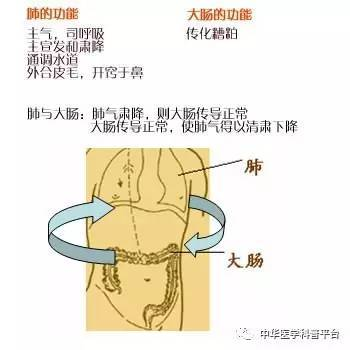 肺的功能
主气，司呼吸
主宣发和肃降
通调水道
外合皮毛，开窍于鼻
大肠的功能
传化糟粕
肺与大肠：肺气肃降，则大肠传导正常
大肠传导正常，使肺气得以清肃下降
肺
大肠
中华医学科普平台